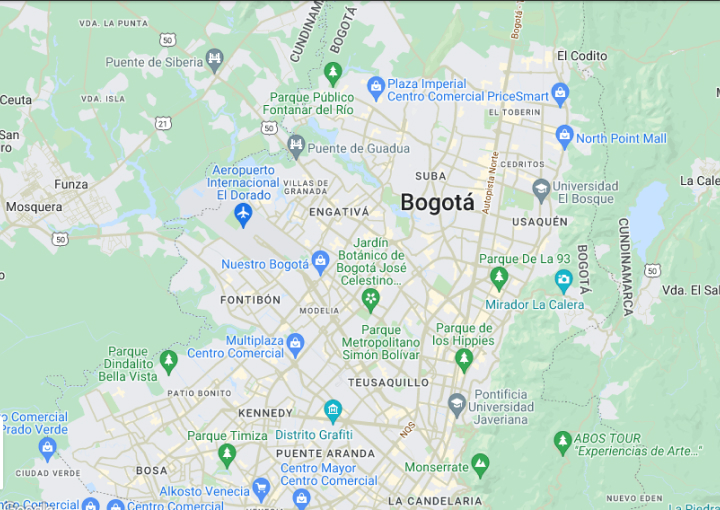 VDA. LA PUNTA
CUNDINAMARCA
BOGOTÁ
Bogotá
50
Puente de Siberia
El Codito
Parque Público
Fontanar del Río
Plaza Imperial
Centro Comercial
PriceSmart
Ceuta
VDA. ISLA
EL TOBERIN
21
50
San
ro
Puente de Guadua
North Point Mall
CEDRITOS
Autopista Norte
Aeropuerto
Internacional
El Dorado
VILLAS DE
GRANADA
SUBA
Universidad
El Bosque
La Cale
Funza
Mosquera
ENGATIVÁ
Bogotá
USAQUÉN
50
Jardín
Botánico de
Bogotá José
Celestino...
Nuestro Bogotá
Parque De La 93
BOGOTÁ
CUNDINAMARCA
50
Mirador La Calera
Vda. El Sal
FONTIBÓN
MODELIA
Parque
Metropolitano
Simón Bolívar
Parque de
los Hippies
Multiplaza
Centro Comercial
Parque
Dindalito
Bella Vista
TEUSAQUILLO
PATIO BONITO
Pontificia
Universidad
Javeriana
KENNEDY
o Comercial
Prado Verde
Distrito Grafiti
NQS
Parque Timiza
PUENTE ARANDA
ABOS TOUR
"Experiencias de Arte..."
CIUDAD VERDE
BOSA
Centro Mayor
Centro Comercial
Monserrate
Alkosto Venecia
NUEVO EDEN
LA CANDELARIA
ntro Comercial
Centro Comercial
VENECIA
La Piedra